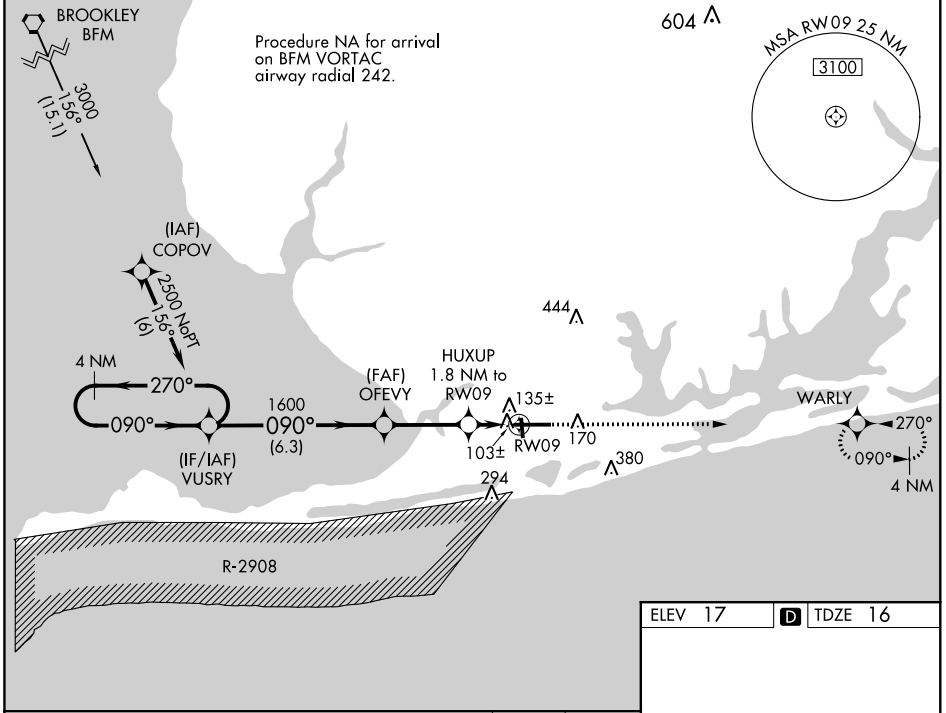 BROOKLEY
BFM
3000
156°
(15.1)
Procedure NA for arrival
on BFM VORTAC
airway radial 242.
604
MSA RW09 25 NM
3100
(IAF)
COPOV
2500 NoPT
156°
(6)
4 NM
270°
090°
(IF/IAF)
VUSRY
1600
090°
(6.3)
(FAF)
OFEVY
HUXUP
1.8 NM to
RW09
444
135±
103±
RW09
170
380
294
WARLY
270°
090°
4 NM
R-2908
ELEV 17
D
TDZE 16